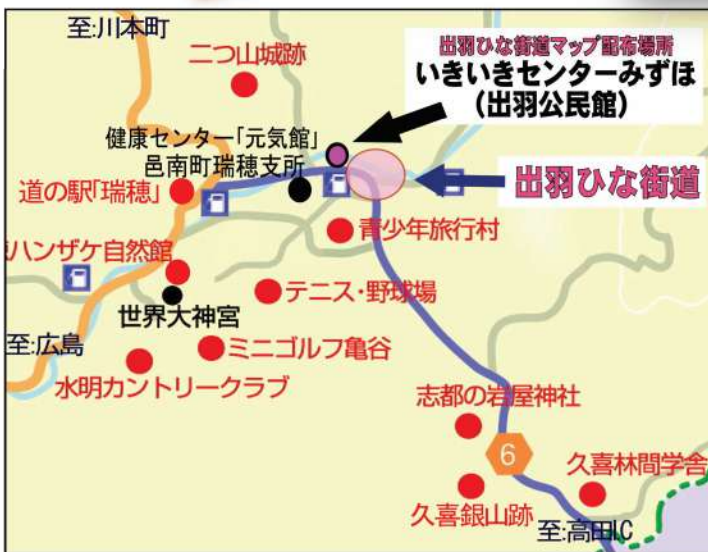 至:川本町
二つ山城跡
出羽ひな街道マップ配布場所
いきいきセンターみずほ
(出羽公民館)
健康センター「元気館」
邑南町瑞穂支所
道の駅「瑞穂」
出羽ひな街道
青少年旅行村
ハンザケ自然館
テニス・野球場
世界大神宮
至:広島
ミニゴルフ亀谷
水明カントリークラブ
志都の岩屋神社
6
久喜林間学舎
久喜銀山跡
至:高田IC